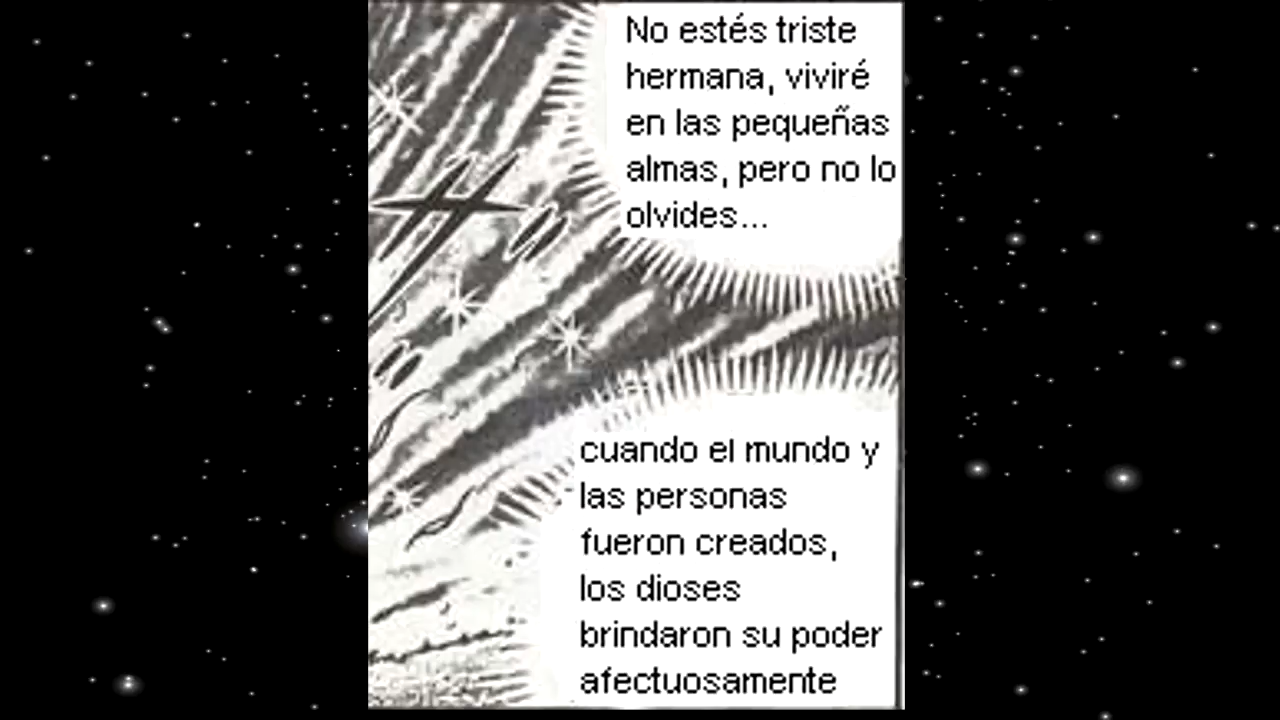 No estés triste
hermana, viviré
en las pequeñas
almas, pero no lo
olvides...
cuando el mundo y
las personas
fueron creados,
los dioses
brindaron su poder
afectuosamente